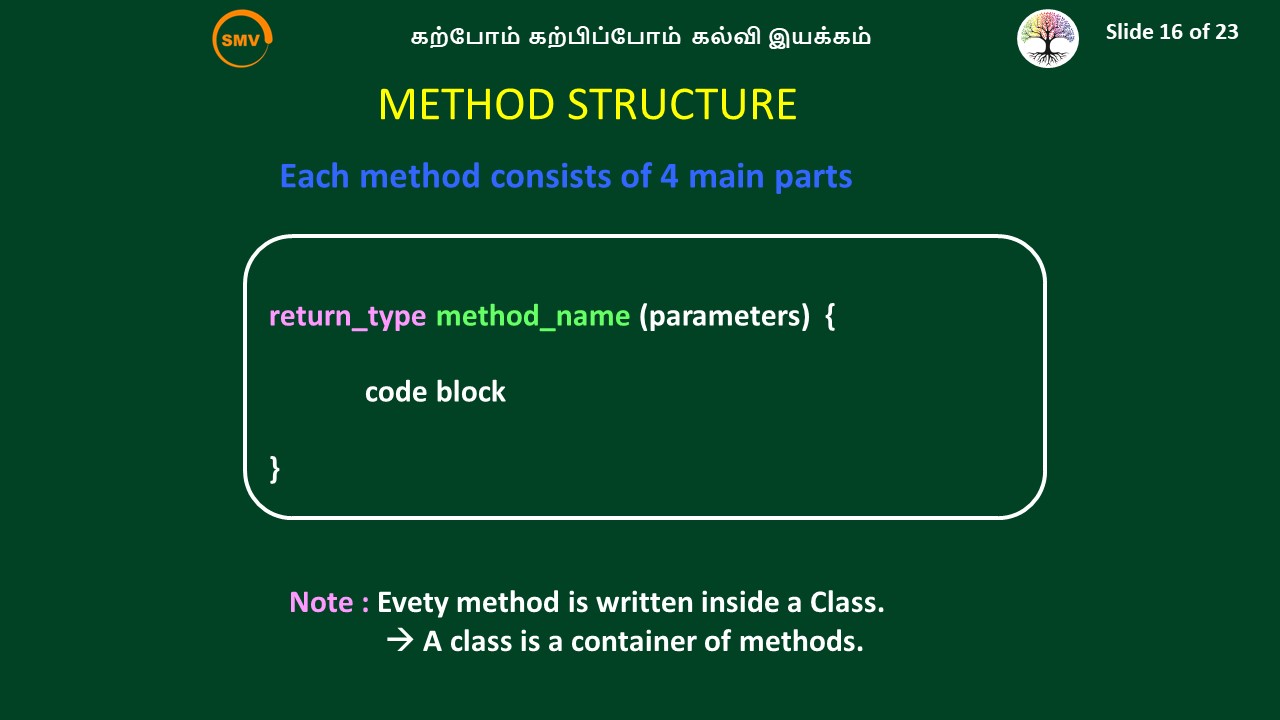 SMV
கற்போம் கற்பிப்போம் கல்வி இயக்கம்
Slide 16 of 23
METHOD STRUCTURE
Each method consists of 4 main parts
return_type method_name (parameters) {
code block
}
Note : Evety method is written inside a Class.
→ A class is a container of methods.